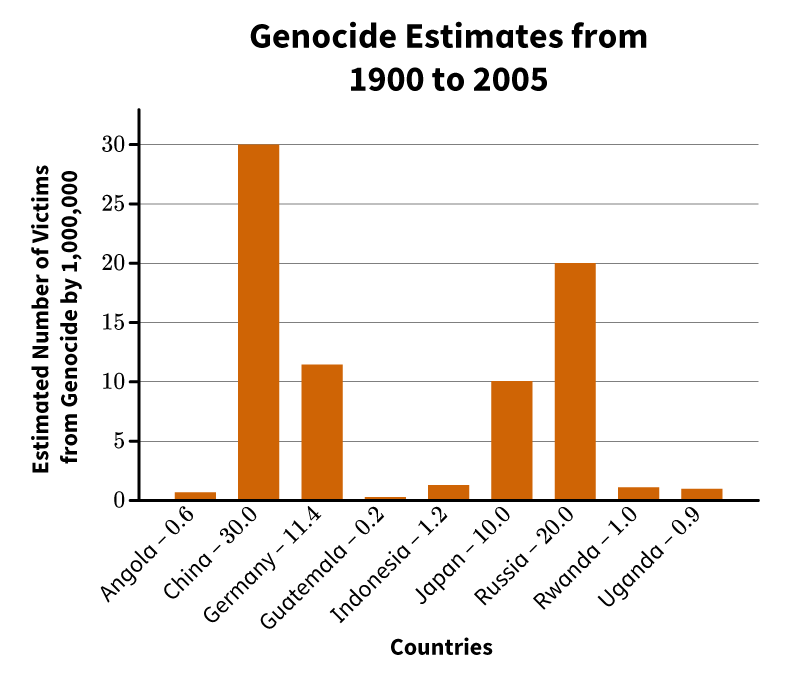 Genocide Estimates from
1900 to 2005
Estimated Number of Victims
from Genocide by 1,000,000
30
25
20
15
10
5
0
Angola – 0.6
China – 30.0
Germany – 11.4
Guatemala – 0.2
Indonesia – 1.2
Japan – 10.0
Russia – 20.0
Rwanda – 1.0
Uganda – 0.9
Countries